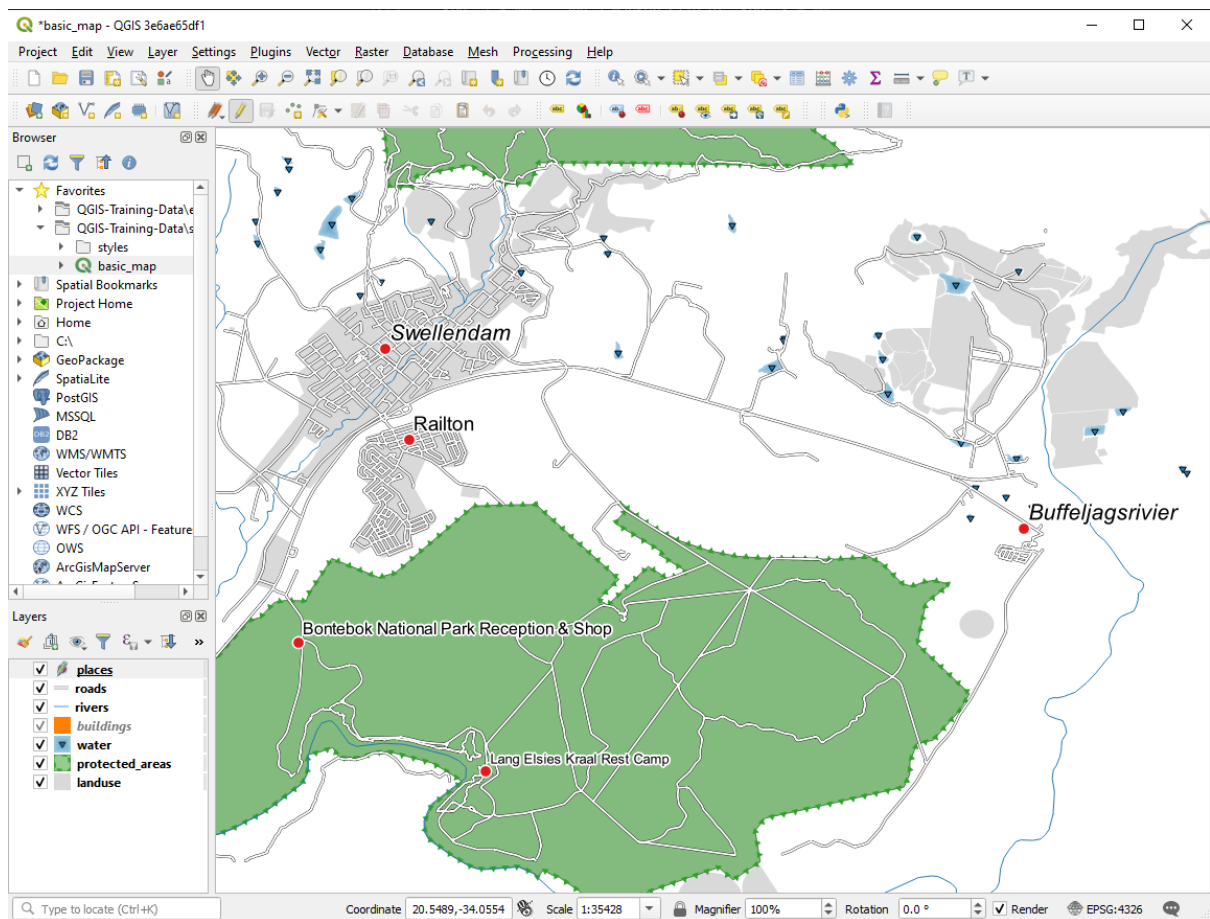 *basic_map - QGIS 3e6ae65df1
Project Edit View Layer Settings Plugins Vector Raster Database Mesh Processing Help
Browser
Favorites
QGIS-Training-Data\e
QGIS-Training-Data\s
styles
basic_map
Spatial Bookmarks
Project Home
Home
C:\
GeoPackage
SpatiaLite
PostGIS
MSSQL
DB2
WMS/WMTS
Vector Tiles
XYZ Tiles
WCS
WFS / OGC API - Feature
OWS
ArcGisMapServer
Layers
places
roads
rivers
buildings
water
protected_areas
landuse
Swellendam
Railton
Buffeljagsrivier
Bontebok National Park Reception & Shop
Lang Elsies Kraal Rest Camp
Type to locate (Ctrl+K) Coordinate 20.5489,-34.0554 Scale 1:35428 Magnifier 100% Rotation 0.0 ° Render EPSG:4326